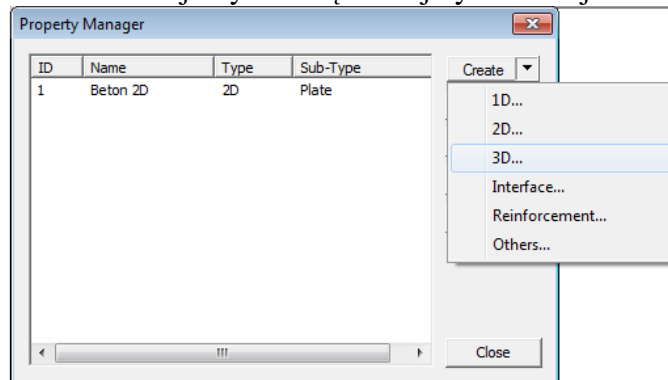 Property Manager
ID Name Type Sub-Type
1 Beton 2D 2D Plate
Create
1D...
2D...
3D...
Interface...
Reinforcement...
Others...
Close